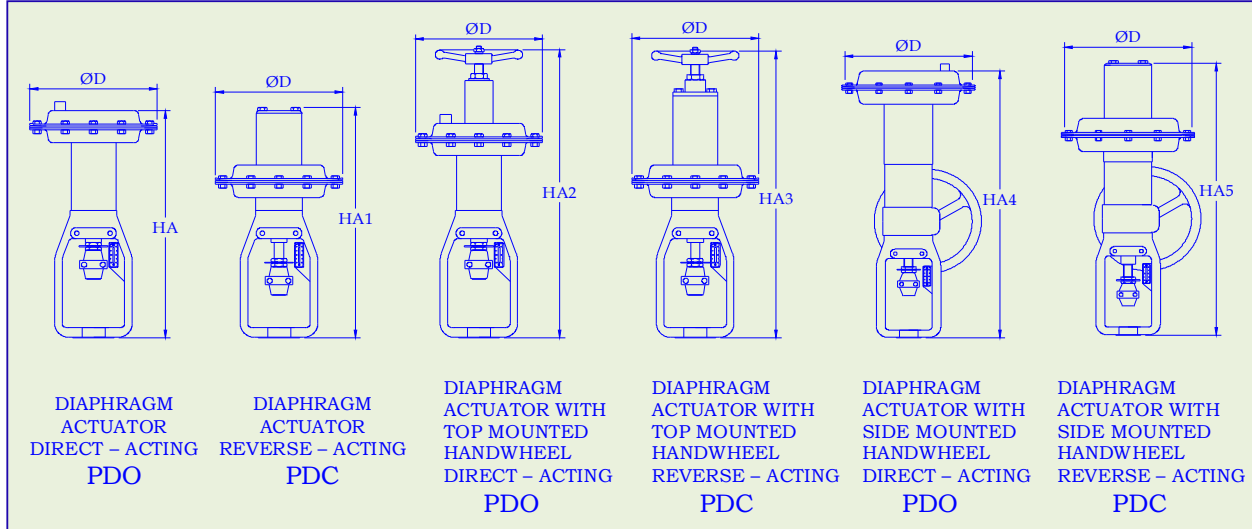 ØD
HA
DIAPHRAGM
ACTUATOR
DIRECT – ACTING
PDO
ØD
HA1
DIAPHRAGM
ACTUATOR
REVERSE – ACTING
PDC
ØD
HA2
DIAPHRAGM
ACTUATOR WITH
TOP MOUNTED
HANDWHEEL
DIRECT – ACTING
PDO
ØD
HA3
DIAPHRAGM
ACTUATOR WITH
TOP MOUNTED
HANDWHEEL
REVERSE – ACTING
PDC
ØD
HA4
DIAPHRAGM
ACTUATOR WITH
SIDE MOUNTED
HANDWHEEL
DIRECT – ACTING
PDO
ØD
HA5
DIAPHRAGM
ACTUATOR WITH
SIDE MOUNTED
HANDWHEEL
REVERSE – ACTING
PDC